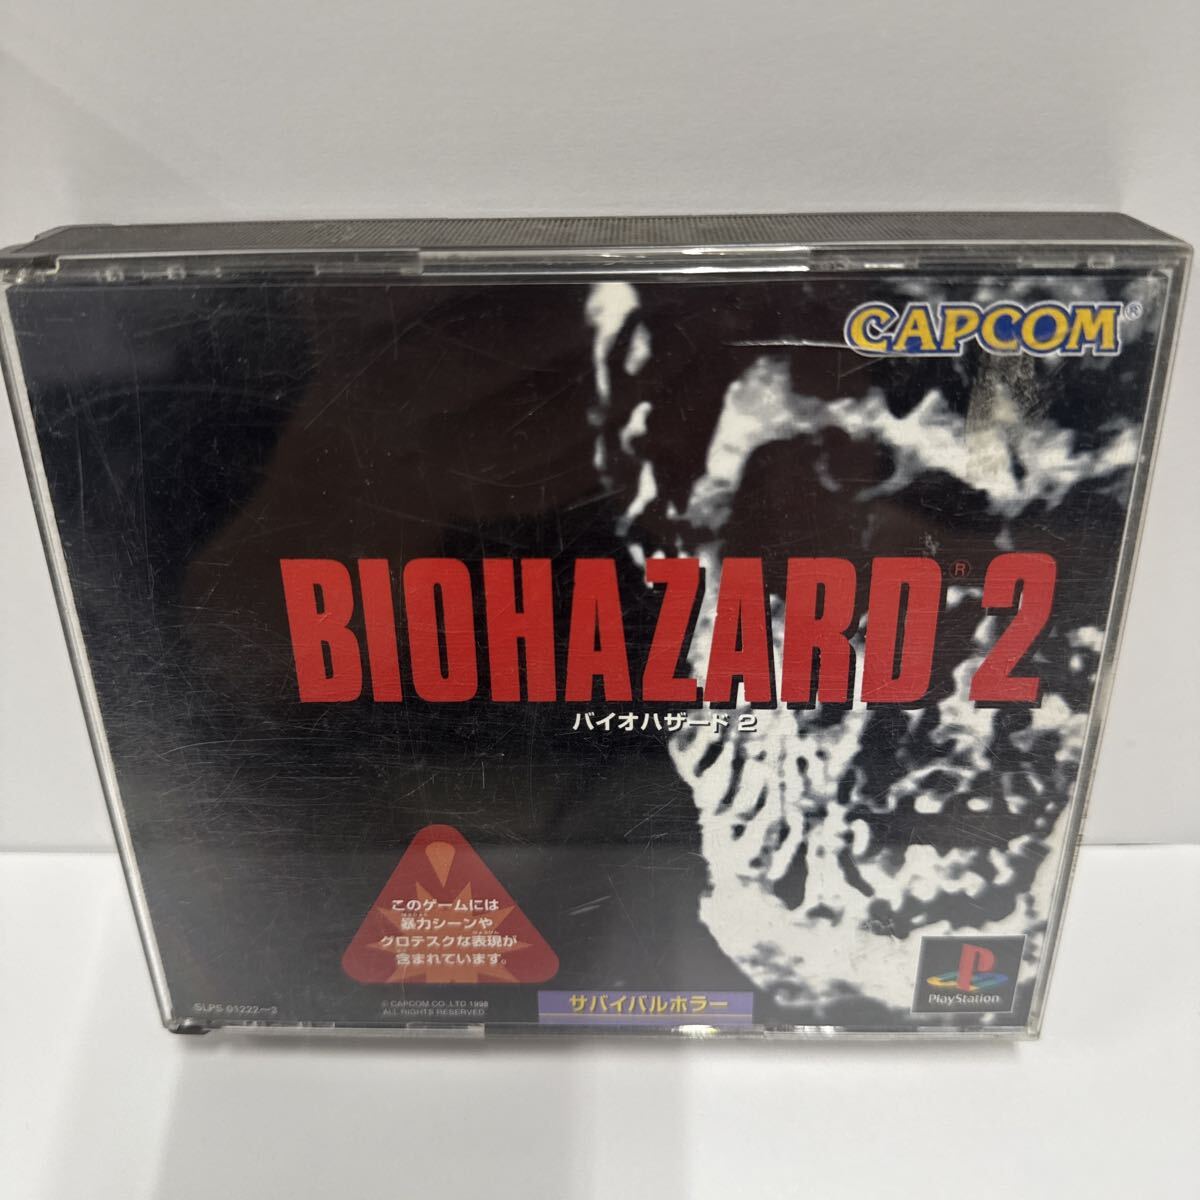 CAPCOM®
BIOHAZARD® 2
バイオハザード 2
このゲームには
暴力シーンや
グロテスクな表現が
含まれています。
SLPS 01222〜3
© CAPCOM CO.,LTD 1998
ALL RIGHTS RESERVED.
サバイバルホラー
PlayStation